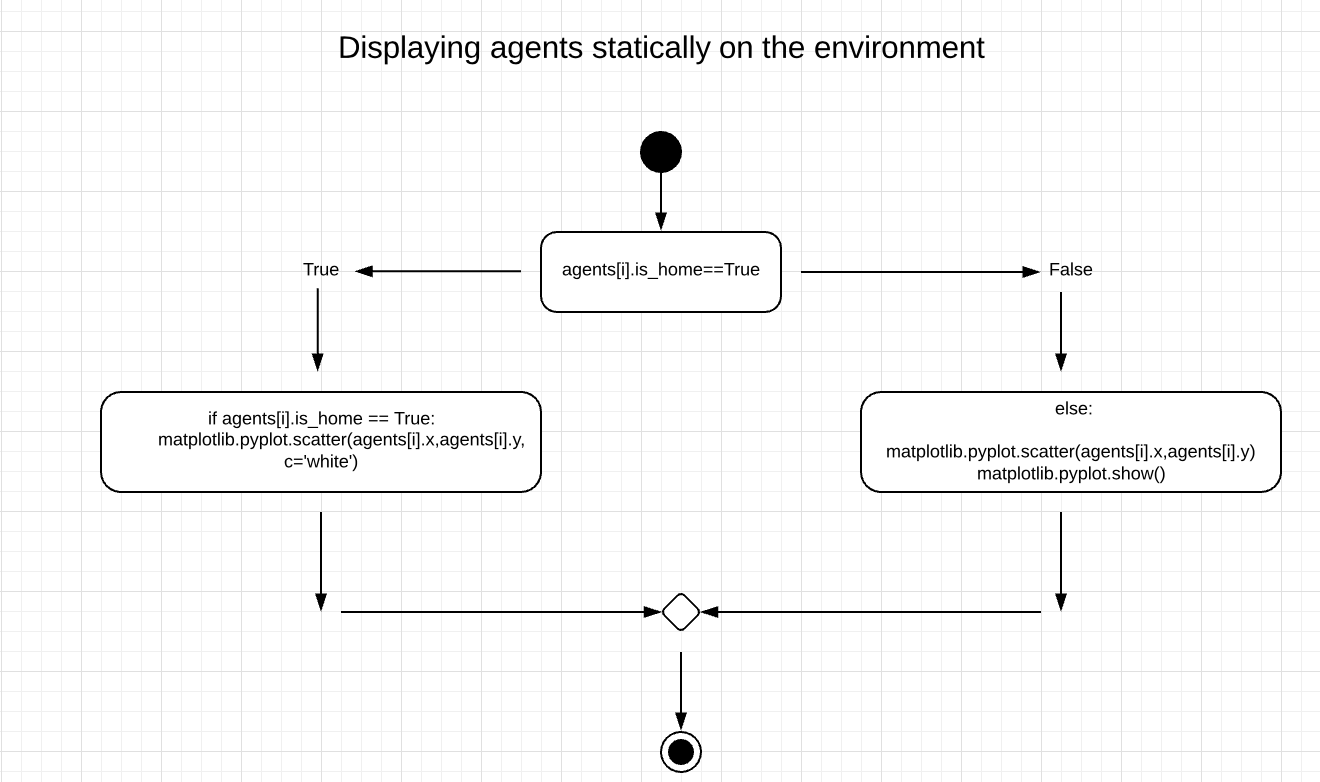 Displaying agents statically on the environment
agents[i].is_home==True
True
False
if agents[i].is_home == True:
matplotlib.pyplot.scatter(agents[i].x,agents[i].y,
c='white')
else:
matplotlib.pyplot.scatter(agents[i].x,agents[i].y)
matplotlib.pyplot.show()